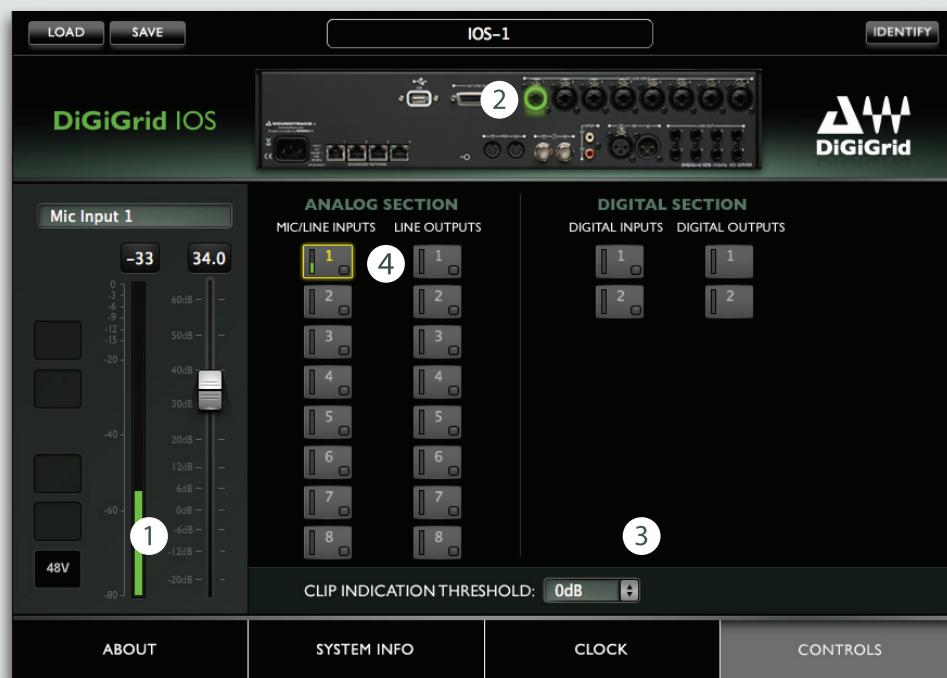 LOAD SAVE IOS-1 IDENTIFY
DiGiGrid IOS
2
DiGiGrid
Mic Input 1
-33 34.0
0
-3
-6
-9
-12
-15
-20
-40
-60
-80
60dB
50dB
40dB
30dB
20dB
12dB
6dB
0dB
-6dB
-12dB
-20dB
1
48V
ANALOG SECTION
MIC/LINE INPUTS LINE OUTPUTS
1 4 1
2 2
3 3
4 4
5 5
6 6
7 7
8 8
DIGITAL SECTION
DIGITAL INPUTS DIGITAL OUTPUTS
1 1
2 2
3
CLIP INDICATION THRESHOLD: 0dB
ABOUT SYSTEM INFO CLOCK CONTROLS